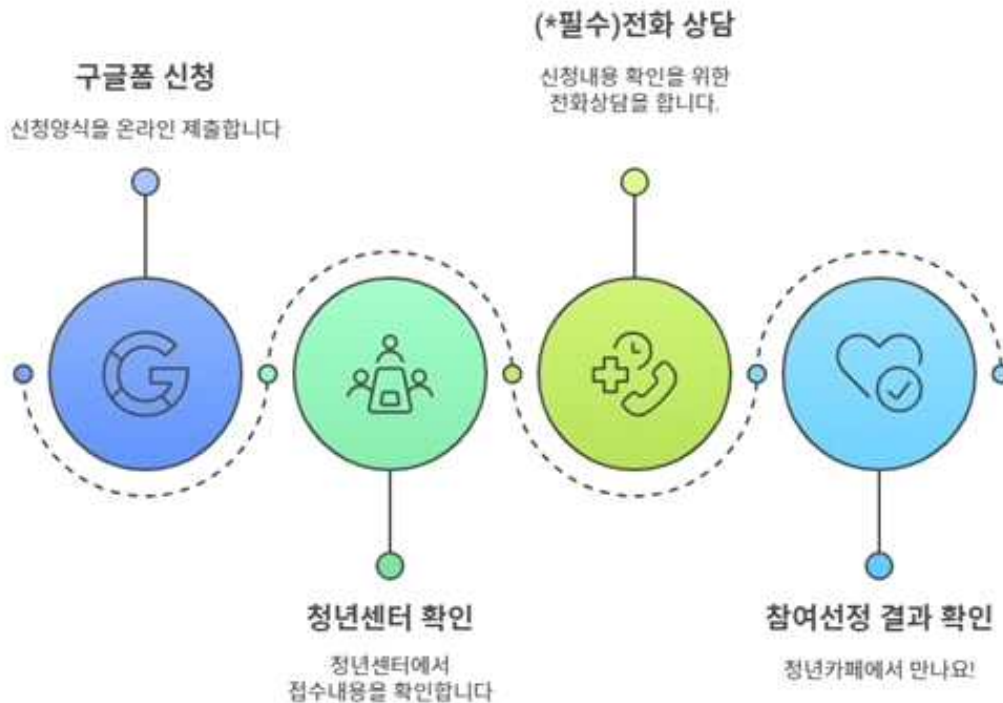 구글폼 신청
신청양식을 온라인 제출합니다
청년센터 확인
청년센터에서
접수내용을 확인합니다
(*필수)전화 상담
신청내용 확인을 위한
전화상담을 합니다.
참여선정 결과 확인
청년카페에서 만나요!